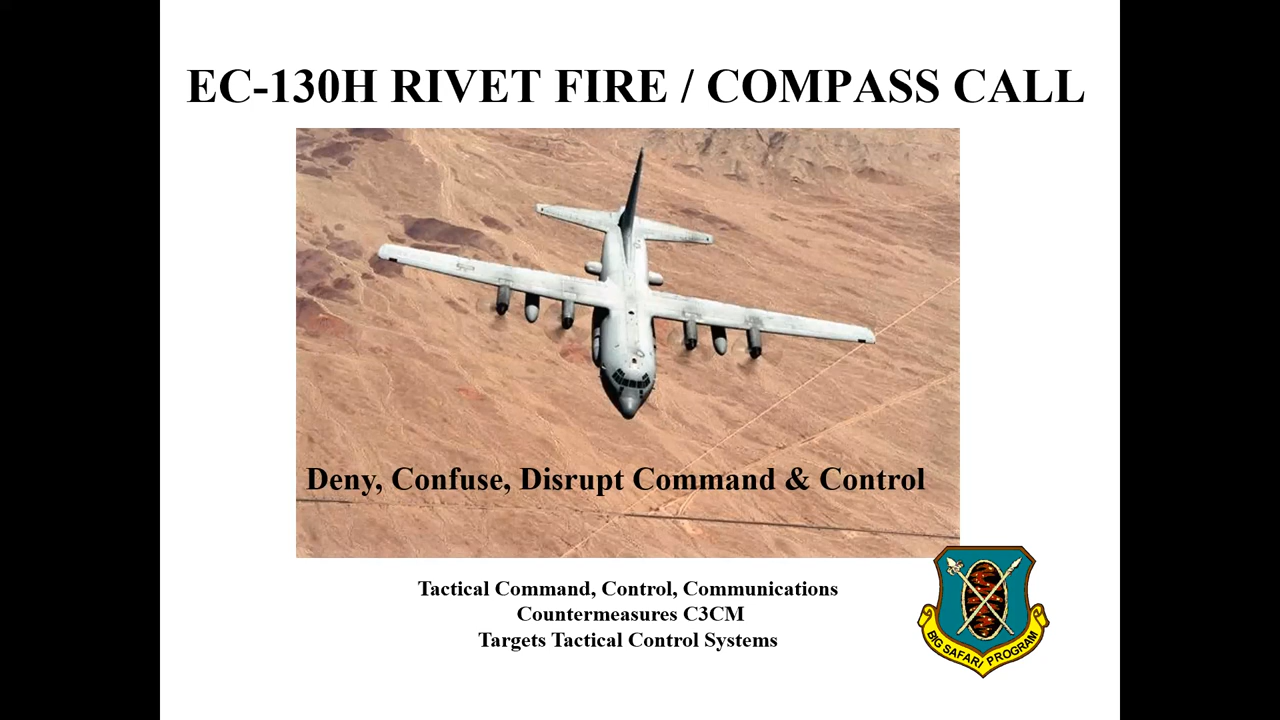 EC-130H RIVET FIRE / COMPASS CALL
Deny, Confuse, Disrupt Command & Control
Tactical Command, Control, Communications
Countermeasures C3CM
Targets Tactical Control Systems
BIG SAFARI PROGRAM